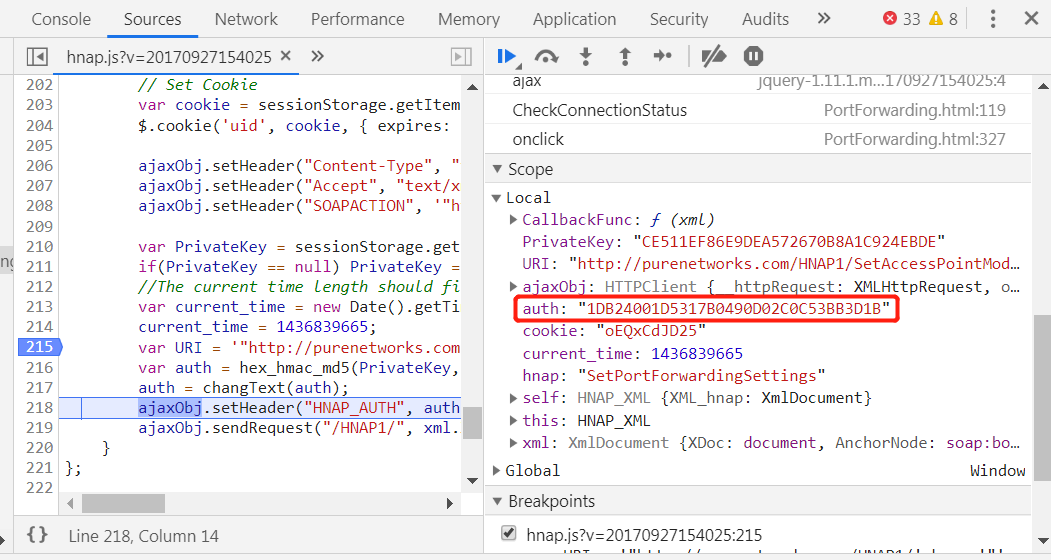 Console Sources Network Performance Memory Application Security Audits » 33 8
hnap.js?v=20170927154025 × »
202 // Set Cookie
203 var cookie = sessionStorage.getItem
204 $.cookie('uid', cookie, { expires:
205
206 ajaxObj.setHeader("Content-Type", "
207 ajaxObj.setHeader("Accept", "text/x
208 ajaxObj.setHeader("SOAPACTION", '"h
209
210 var PrivateKey = sessionStorage.get
211 if(PrivateKey == null) PrivateKey =
212 //The current time length should fi
213 var current_time = new Date().getTi
214 current_time = 1436839665;
215 var URI = '"http://purenetworks.com
216 var auth = hex_hmac_md5(PrivateKey,
217 auth = changText(auth);
218 ajaxObj.setHeader("HNAP_AUTH", auth
219 ajaxObj.sendRequest("/HNAP1/", xml.
220 }
221 };
222
{} Line 218, Column 14
ajax jquery-1.11.1.m...170927154025:4
CheckConnectionStatus PortForwarding.html:119
onclick PortForwarding.html:327
▼ Scope
▼ Local
▶ CallbackFunc: ƒ (xml)
PrivateKey: "CE511EF86E9DEA572670B8A1C924EBDE"
URI: "http://purenetworks.com/HNAP1/SetAccessPointMod…
▶ ajaxObj: HTTPClient {__httpRequest: XMLHttpRequest, o…
auth: "1DB24001D5317B0490D02C0C53BB3D1B"
cookie: "oEQxCdJD25"
current_time: 1436839665
hnap: "SetPortForwardingSettings"
▶ self: HNAP_XML {XML_hnap: XmlDocument}
▶ this: HNAP_XML
▶ xml: XmlDocument {XDoc: document, AnchorNode: soap:bo…
▶ Global Window
▼ Breakpoints
hnap.js?v=20170927154025:215